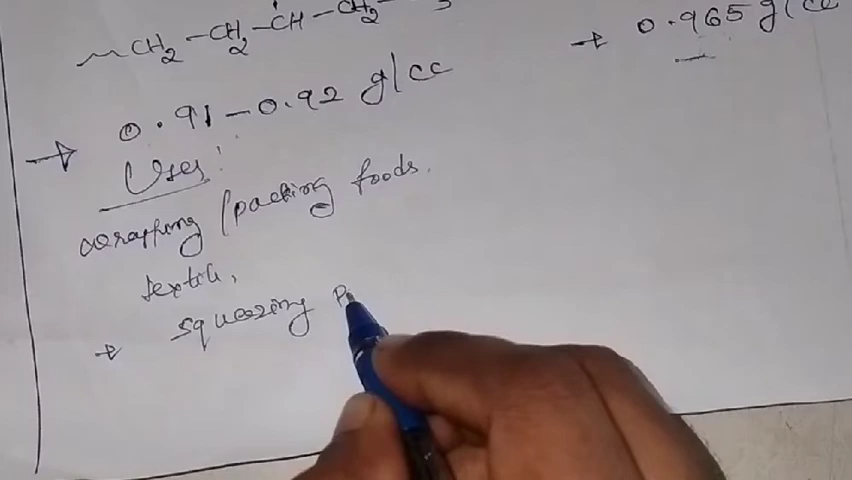 CH2 - CH2 - CH - CH2 -
→ 0.965 g/cc
→ 0.91 - 0.92 g/cc
Uses:
wrapping / packing foods.
textile,
→ squeezing P